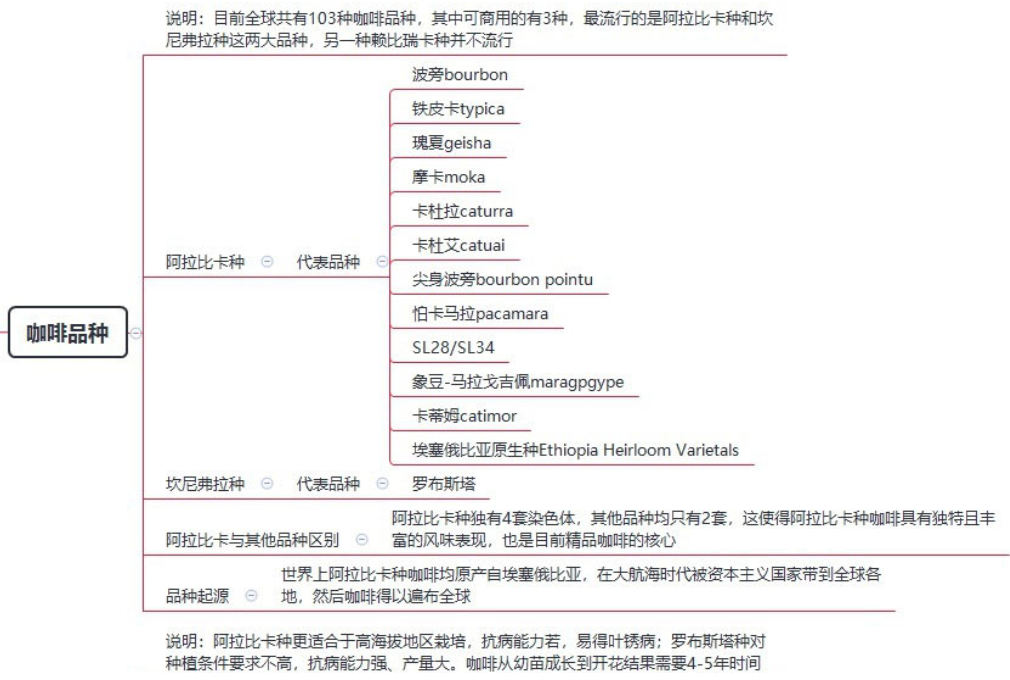 说明：目前全球共有103种咖啡品种，其中可商用的有3种，最流行的是阿拉比卡种和坎
尼弗拉种这两大品种，另一种赖比瑞卡种并不流行
波旁bourbon
铁皮卡typica
瑰夏geisha
摩卡moka
卡杜拉caturra
卡杜艾catuai
阿拉比卡种 代表品种
尖身波旁bourbon pointu
怕卡马拉pacamara
咖啡品种
SL28/SL34
象豆-马拉戈吉佩maragpgype
卡蒂姆catimor
埃塞俄比亚原生种Ethiopia Heirloom Varietals
坎尼弗拉种 代表品种 罗布斯塔
阿拉比卡与其他品种区别
阿拉比卡种独有4套染色体，其他品种均只有2套，这使得阿拉比卡种咖啡具有独特且丰
富的风味表现，也是目前精品咖啡的核心
品种起源
世界上阿拉比卡种咖啡均原产自埃塞俄比亚，在大航海时代被资本主义国家带到全球各
地，然后咖啡得以遍布全球
说明：阿拉比卡种更适合于高海拔地区栽培，抗病能力若，易得叶锈病；罗布斯塔种对
种植条件要求不高，抗病能力强、产量大。咖啡从幼苗成长到开花结果需要4-5年时间